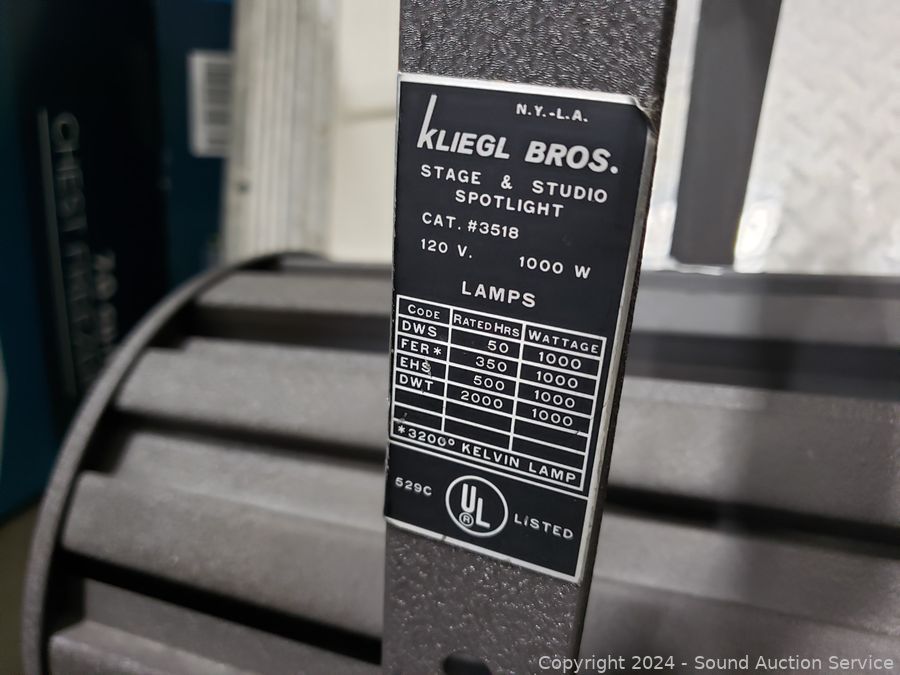 N.Y.-L.A.
KLIEGL BROS.
STAGE & STUDIO
SPOTLIGHT
CAT. #3518
120 V. 1000 W
LAMPS
CODE RATED HRS WATTAGE
DWS 50 1000
FER* 350 1000
EHS 500 1000
DWT 2000 1000
*3200° KELVIN LAMP
529C UL ® LISTED
Copyright © 2024 - Sound Auction Service